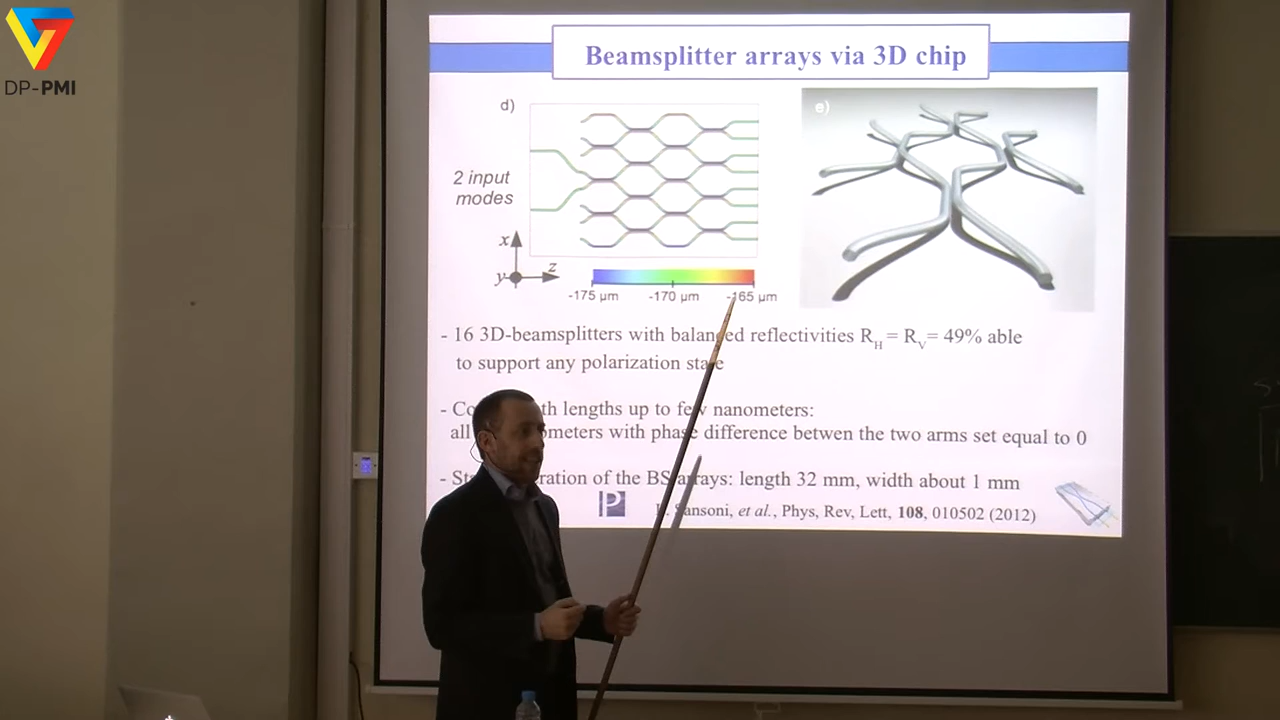 DP-PMI
Beamsplitter arrays via 3D chip
d)
e)
2 input
modes
x
y
z
-175 µm -170 µm -165 µm
- 16 3D-beamsplitters with balanced reflectivities RH = RV= 49% able
to support any polarization state
- Co th lengths up to few nanometers:
all ometers with phase difference betwen the two arms set equal to 0
- St ration of the BS arrays: length 32 mm, width about 1 mm
Sansoni, et al., Phys, Rev, Lett, 108, 010502 (2012)